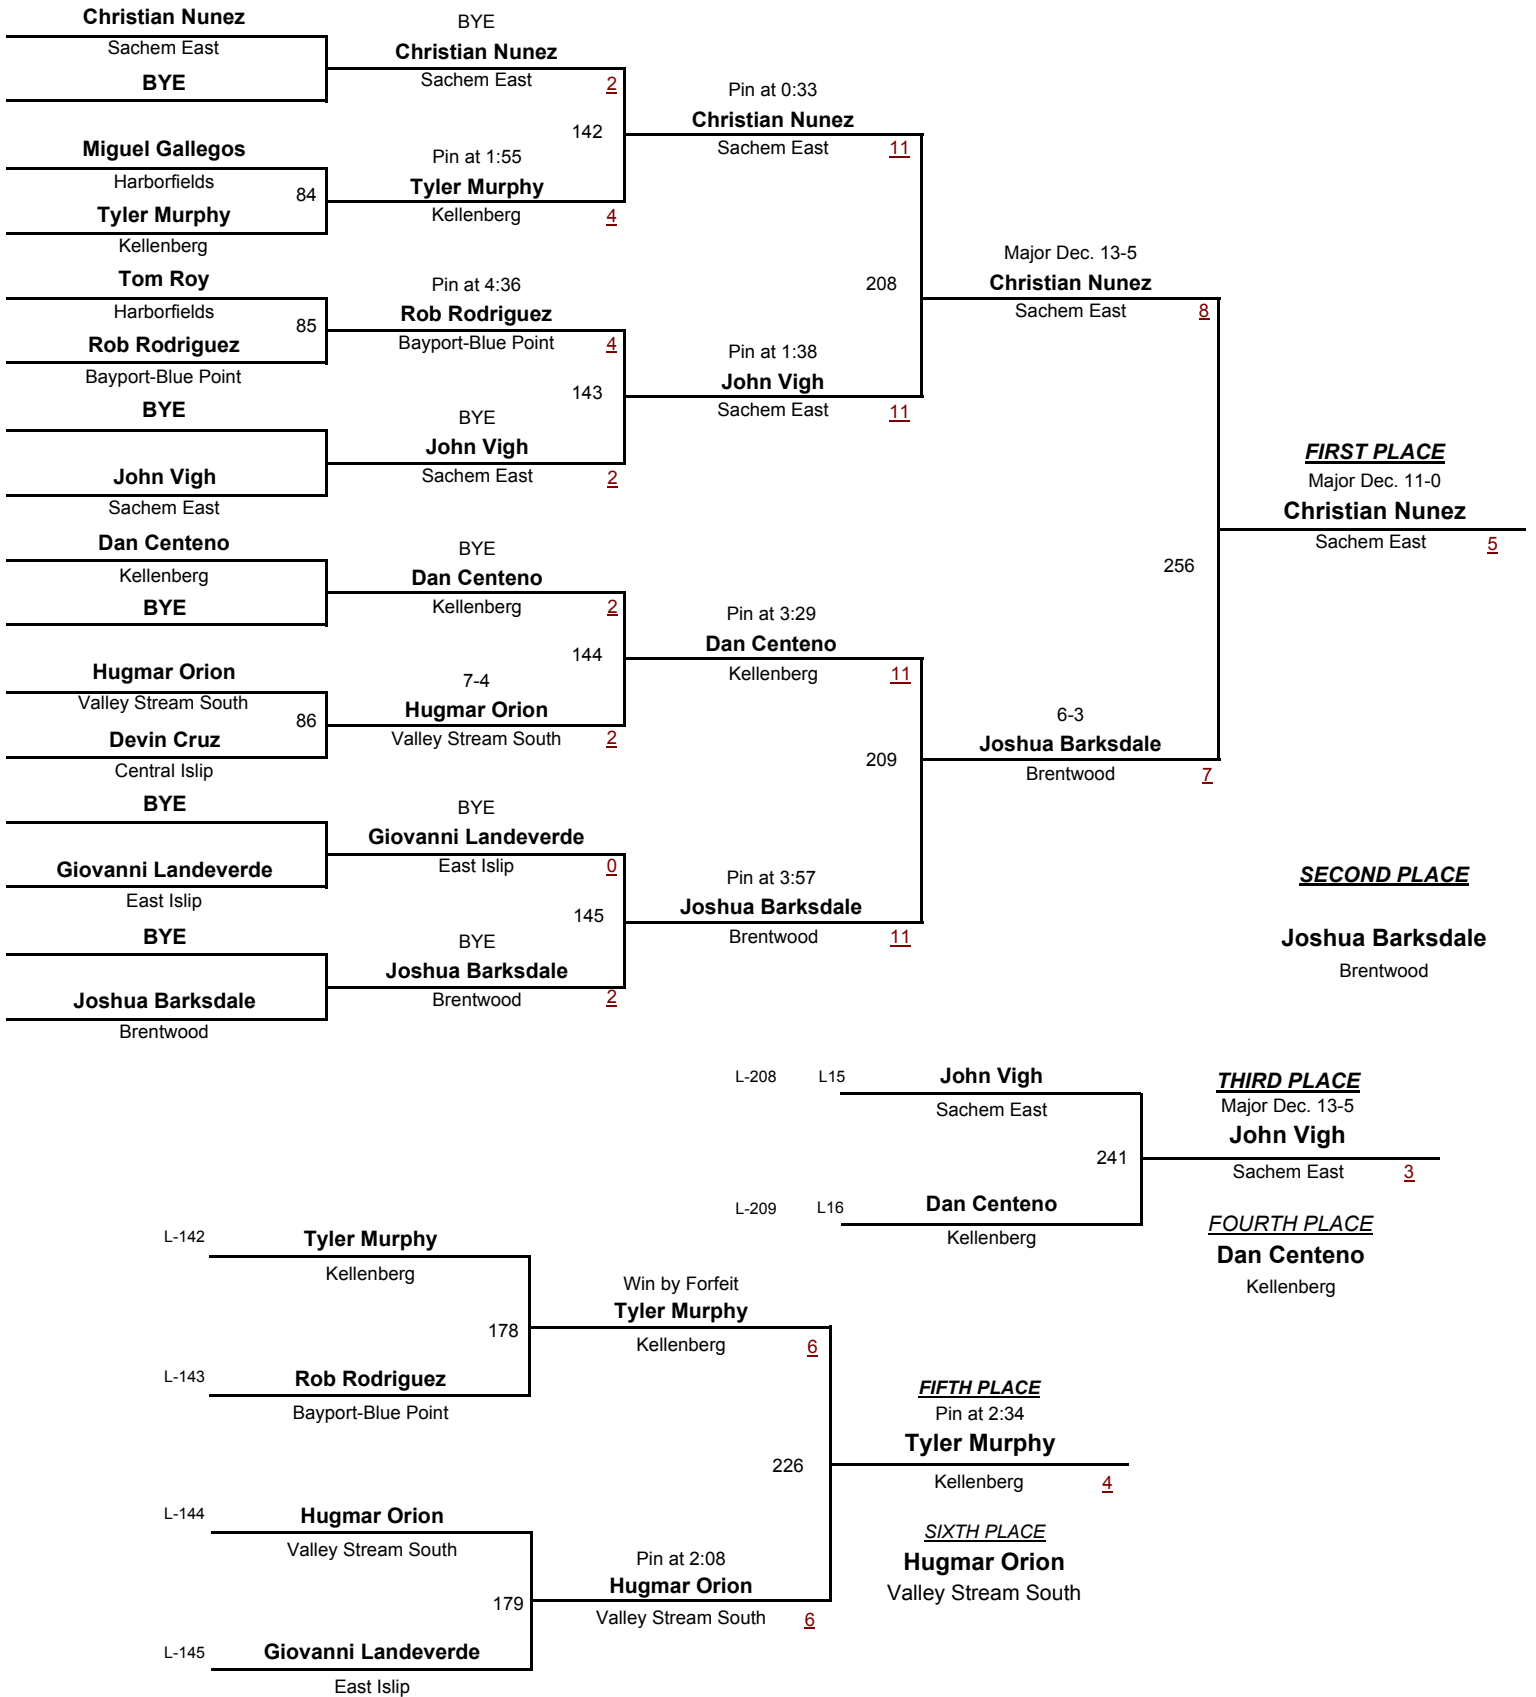 Christian Nunez
Sachem East
BYE
Miguel Gallegos
Harborfields
84
Tyler Murphy
Kellenberg
Tom Roy
Harborfields
85
Rob Rodriguez
Bayport-Blue Point
BYE
John Vigh
Sachem East
Dan Centeno
Kellenberg
BYE
Hugmar Orion
Valley Stream South
86
Devin Cruz
Central Islip
BYE
Giovanni Landeverde
East Islip
BYE
Joshua Barksdale
Brentwood
BYE
Christian Nunez
Sachem East 2
142
Pin at 1:55
Tyler Murphy
Kellenberg 4
Pin at 4:36
Rob Rodriguez
Bayport-Blue Point 4
143
BYE
John Vigh
Sachem East 2
BYE
Dan Centeno
Kellenberg 2
144
7-4
Hugmar Orion
Valley Stream South 2
BYE
Giovanni Landeverde
East Islip 0
145
BYE
Joshua Barksdale
Brentwood 2
Pin at 0:33
Christian Nunez
Sachem East 11
208
Pin at 1:38
John Vigh
Sachem East 11
Pin at 3:29
Dan Centeno
Kellenberg 11
209
Pin at 3:57
Joshua Barksdale
Brentwood 11
Major Dec. 13-5
Christian Nunez
Sachem East 8
256
6-3
Joshua Barksdale
Brentwood 7
FIRST PLACE
Major Dec. 11-0
Christian Nunez
Sachem East 5
SECOND PLACE
Joshua Barksdale
Brentwood
L-208 L15 John Vigh
Sachem East
241
L-209 L16 Dan Centeno
Kellenberg
THIRD PLACE
Major Dec. 13-5
John Vigh
Sachem East 3
FOURTH PLACE
Dan Centeno
Kellenberg
L-142 Tyler Murphy
Kellenberg
178
L-143 Rob Rodriguez
Bayport-Blue Point
L-144 Hugmar Orion
Valley Stream South
179
L-145 Giovanni Landeverde
East Islip
Win by Forfeit
Tyler Murphy
Kellenberg 6
226
Pin at 2:08
Hugmar Orion
Valley Stream South 6
FIFTH PLACE
Pin at 2:34
Tyler Murphy
Kellenberg 4
SIXTH PLACE
Hugmar Orion
Valley Stream South